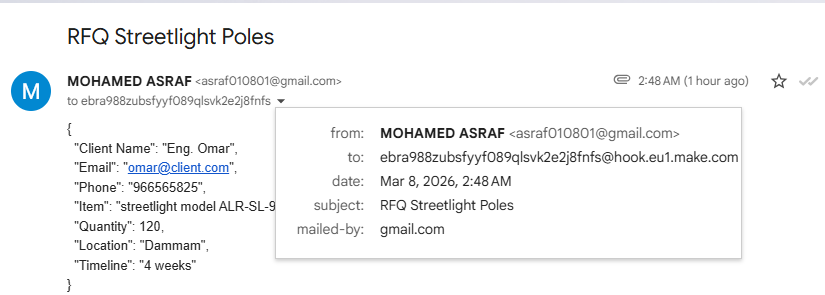 RFQ Streetlight Poles
M
MOHAMED ASRAF <asraf010801@gmail.com>
2:48 AM (1 hour ago)
to ebra988zubsfyyf089qlsvk2e2j8fnfs
{
"Client Name": "Eng. Omar",
"Email": "omar@client.com",
"Phone": "966565825",
"Item": "streetlight model ALR-SL-9
"Quantity": 120,
"Location": "Dammam",
"Timeline": "4 weeks"
}
from: MOHAMED ASRAF <asraf010801@gmail.com>
to: ebra988zubsfyyf089qlsvk2e2j8fnfs@hook.eu1.make.com
date: Mar 8, 2026, 2:48 AM
subject: RFQ Streetlight Poles
mailed-by: gmail.com